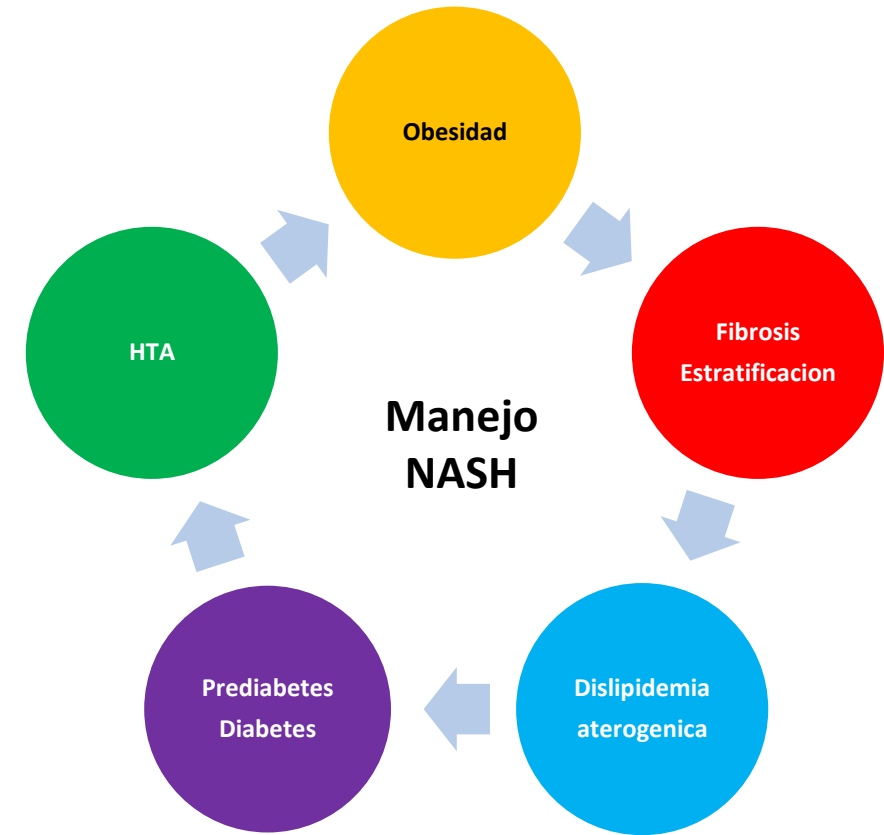 Obesidad
Fibrosis
Estratificacion
Dislipidemia
aterogenica
Prediabetes
Diabetes
HTA
Manejo
NASH